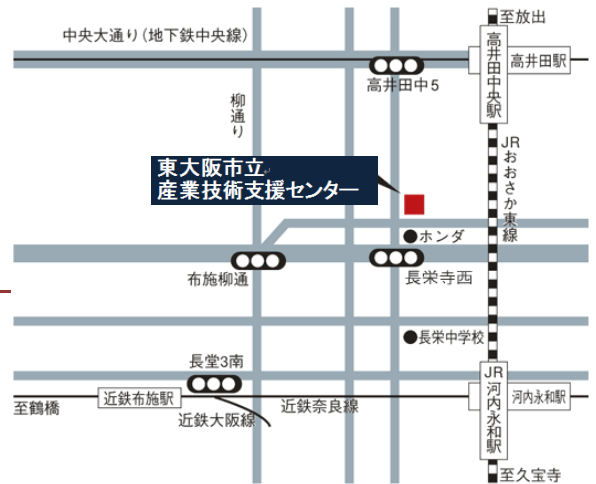 至放出
中央大通り(地下鉄中央線)
高井田中央駅
高井田駅
高井田中5
柳通り
JRおおさか東線
東大阪市立
産業技術支援センター
ホンダ
布施柳通
長栄寺西
長栄中学校
長堂3南
JR河内永和駅
近鉄布施駅
河内永和駅
至鶴橋
近鉄大阪線
近鉄奈良線
至久宝寺